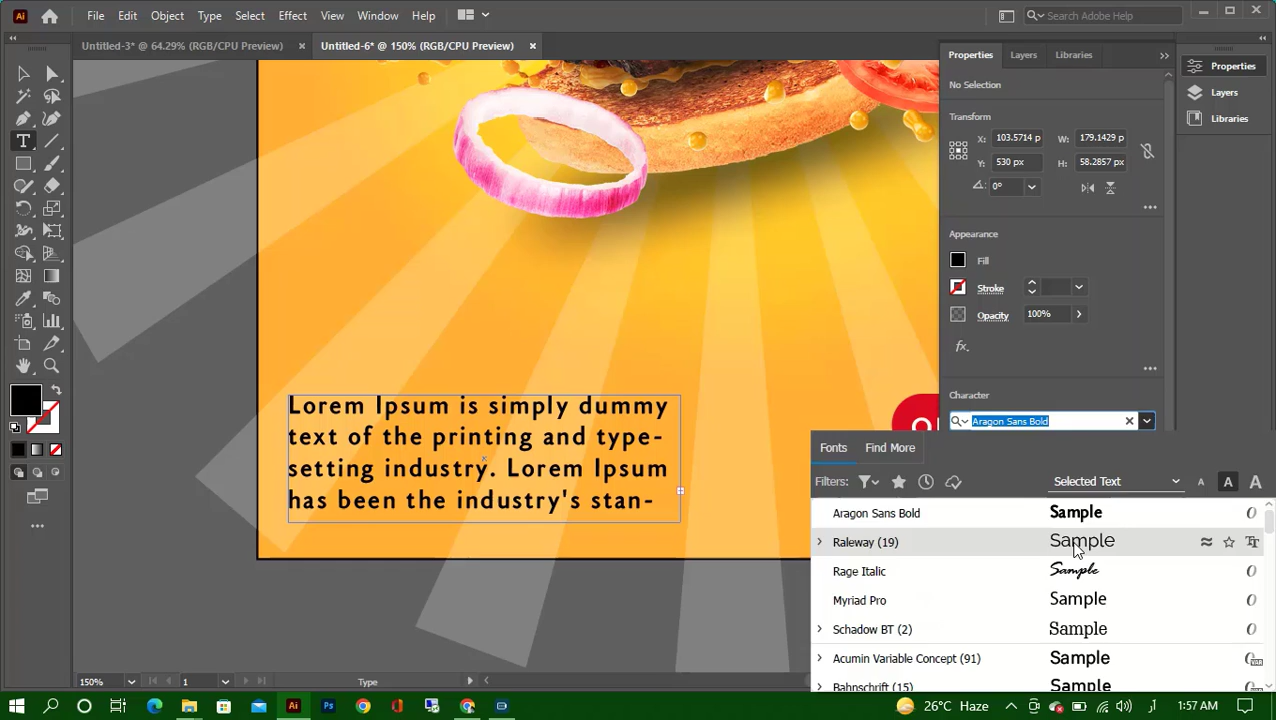 Ai
File
Edit
Object
Type
Select
Effect
View
Window
Help
Search Adobe Help
Untitled-3* @ 64.29% (RGB/CPU Preview)
Untitled-6* @ 150% (RGB/CPU Preview)
Properties
Layers
Libraries
Properties
Layers
Libraries
No Selection
Transform
X: 103.5714 p
W: 179.1429 p
Y: 530 px
H: 58.2857 px
0°
Appearance
Fill
Stroke
Opacity
100%
fx.
Character
Aragon Sans Bold
Fonts
Find More
Filters:
Selected Text
Aragon Sans Bold Sample
Raleway (19) Sample
Rage Italic Sample
Myriad Pro Sample
Schadow BT (2) Sample
Acumin Variable Concept (91) Sample
Bahnschrift (15) Sample
Lorem Ipsum is simply dummy
text of the printing and type-
setting industry. Lorem Ipsum
has been the industry's stan-
150%
1
Type
Ai
Ps
26°C Haze
1:57 AM